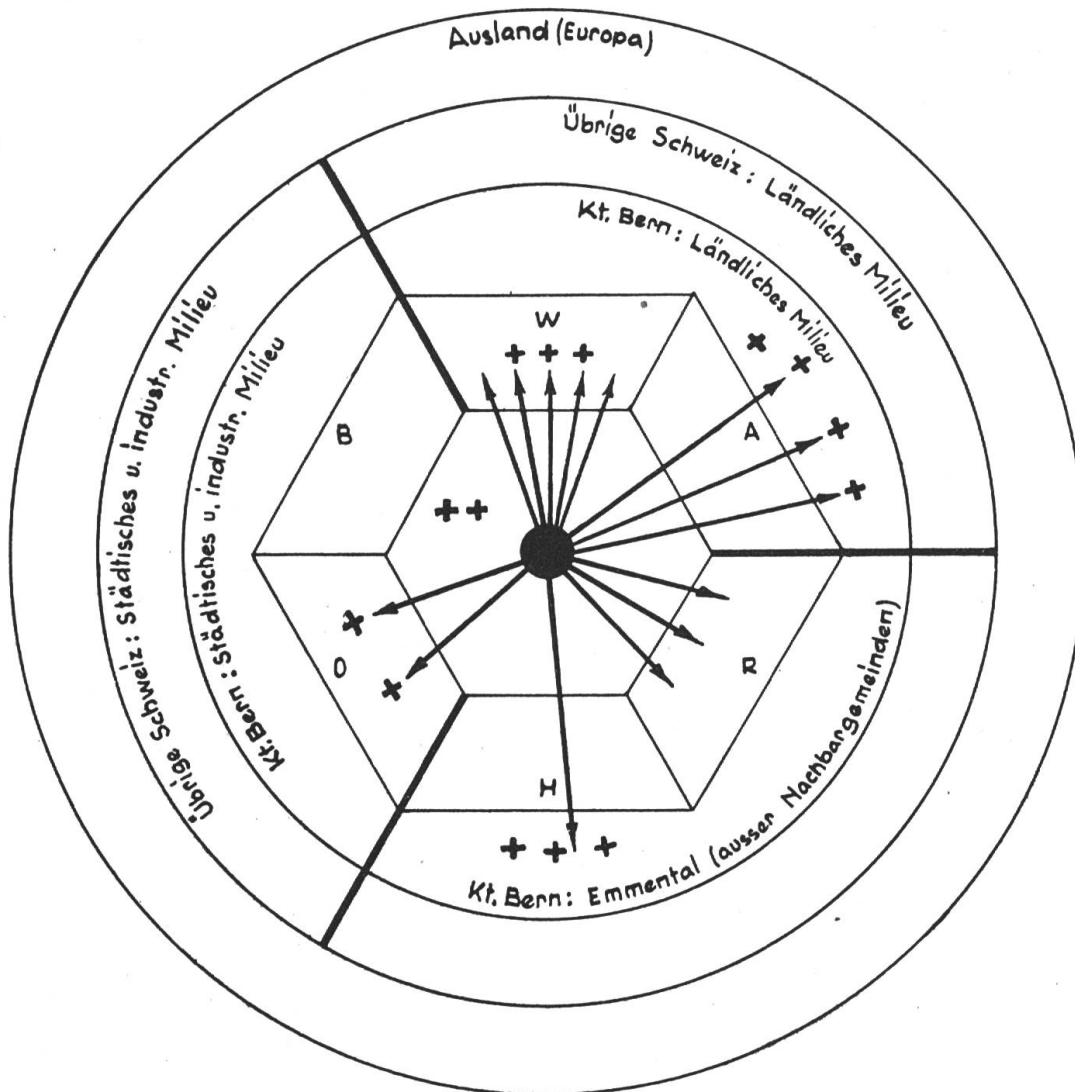 Ausland (Europa)
Übrige Schweiz: Ländliches Milieu
Kt. Bern: Ländliches Milieu
W
Übrige Schweiz: Städtisches u. industr. Milieu
Kt. Bern: Städtisches u. industr. Milieu
B
A
O
R
H
Kt. Bern: Emmental (ausser Nachbargemeinden)